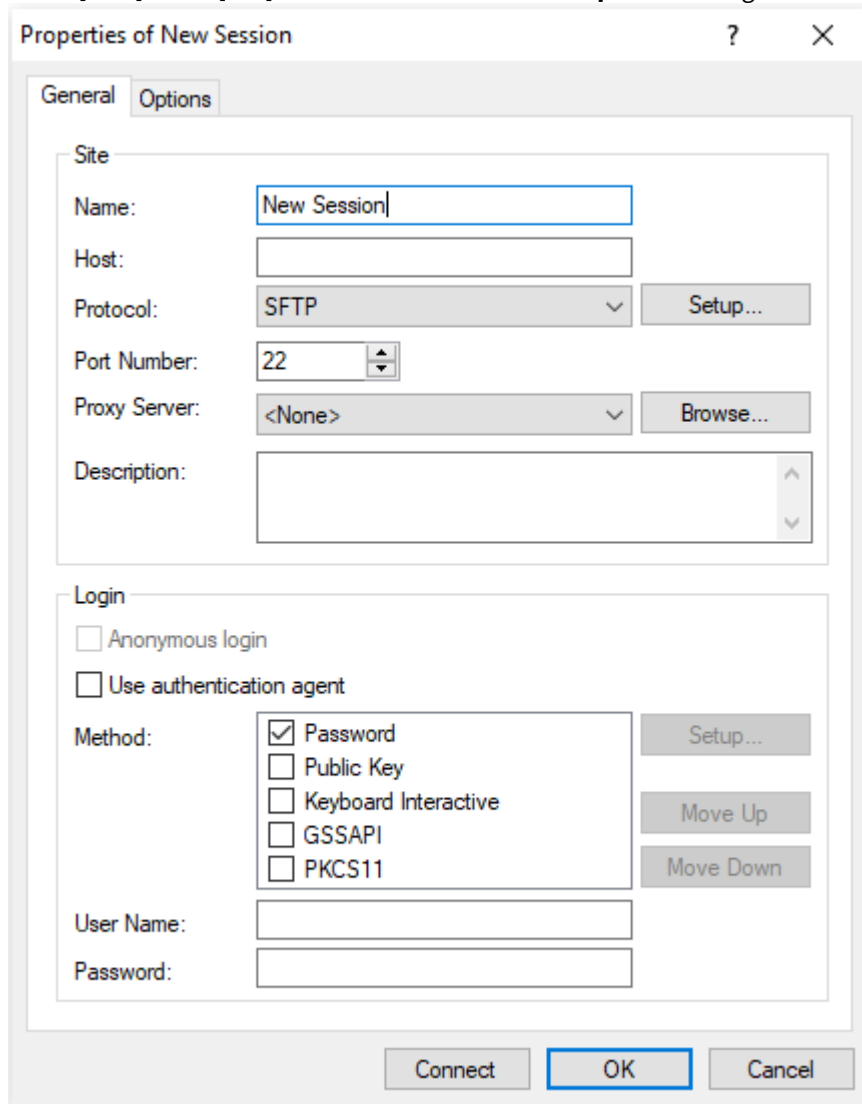 Properties of New Session ?
General Options
Site
Name: New Session
Host:
Protocol: SFTP Setup...
Port Number: 22
Proxy Server: <None> Browse...
Description:
Login
Anonymous login
Use authentication agent
Method: Password Setup...
Public Key
Keyboard Interactive
GSSAPI Move Up
PKCS11 Move Down
User Name:
Password:
Connect OK Cancel